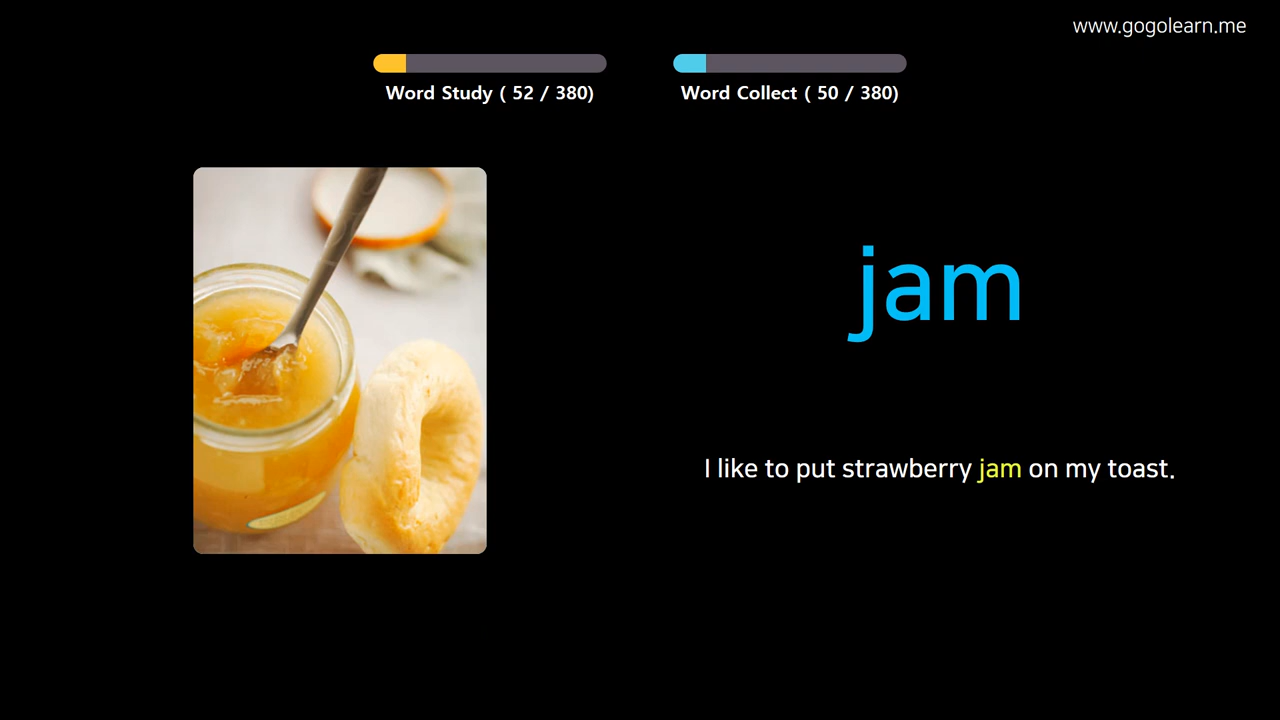 www.gogolearn.me
Word Study ( 52 / 380)
Word Collect ( 50 / 380)
jam
I like to put strawberry jam on my toast.